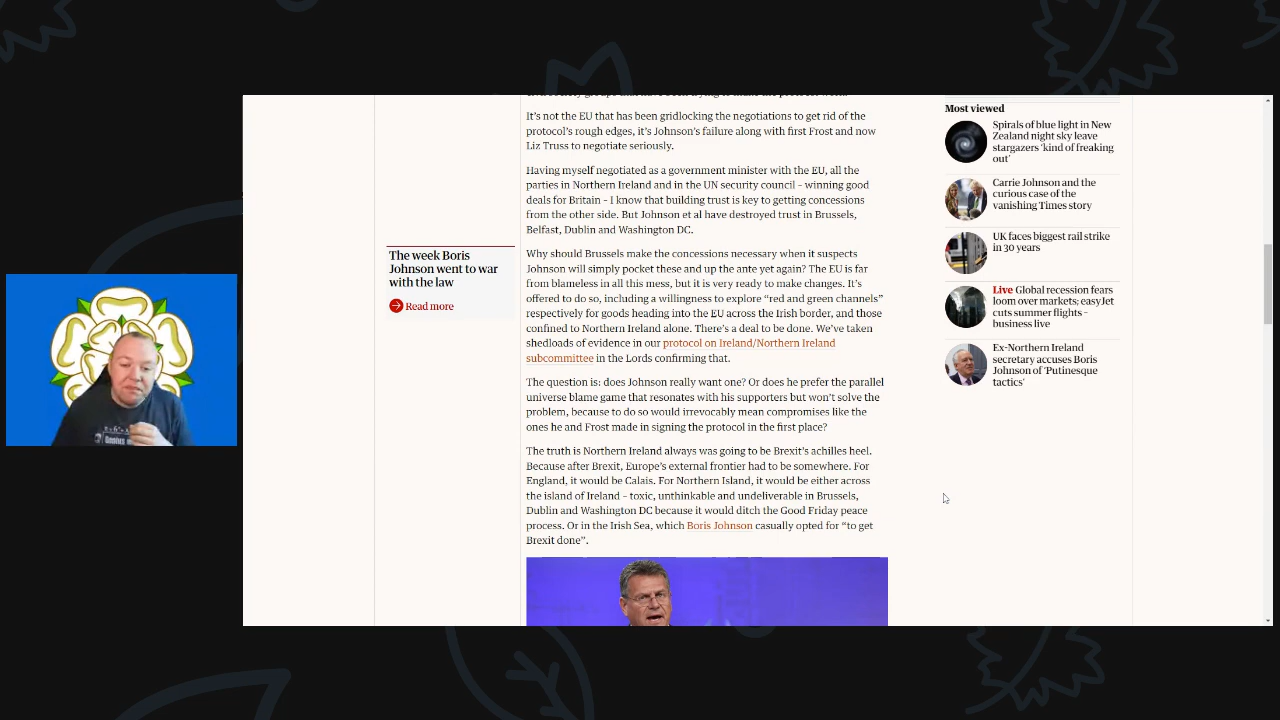 It's not the EU that has been gridlocking the negotiations to get rid of the
protocol's rough edges, it's Johnson's failure along with first Frost and now
Liz Truss to negotiate seriously.
Having myself negotiated as a government minister with the EU, all the
parties in Northern Ireland and in the UN security council – winning good
deals for Britain – I know that building trust is key to getting concessions
from the other side. But Johnson et al have destroyed trust in Brussels,
Belfast, Dublin and Washington DC.
The week Boris
Johnson went to war
with the law
Read more
Why should Brussels make the concessions necessary when it suspects
Johnson will simply pocket these and up the ante yet again? The EU is far
from blameless in all this mess, but it is very ready to make changes. It's
offered to do so, including a willingness to explore “red and green channels”
respectively for goods heading into the EU across the Irish border, and those
confined to Northern Ireland alone. There's a deal to be done. We've taken
shedloads of evidence in our protocol on Ireland/Northern Ireland
subcommittee in the Lords confirming that.
The question is: does Johnson really want one? Or does he prefer the parallel
universe blame game that resonates with his supporters but won't solve the
problem, because to do so would irrevocably mean compromises like the
ones he and Frost made in signing the protocol in the first place?
The truth is Northern Ireland always was going to be Brexit's achilles heel.
Because after Brexit, Europe's external frontier had to be somewhere. For
England, it would be Calais. For Northern Island, it would be either across
the island of Ireland – toxic, unthinkable and undeliverable in Brussels,
Dublin and Washington DC because it would ditch the Good Friday peace
process. Or in the Irish Sea, which Boris Johnson casually opted for “to get
Brexit done”.
Most viewed
Spirals of blue light in New
Zealand night sky leave
stargazers ‘kind of freaking
out’
Carrie Johnson and the
curious case of the
vanishing Times story
UK faces biggest rail strike
in 30 years
Live Global recession fears
loom over markets; easyJet
cuts summer flights –
business live
Ex-Northern Ireland
secretary accuses Boris
Johnson of ‘Putinesque
tactics’